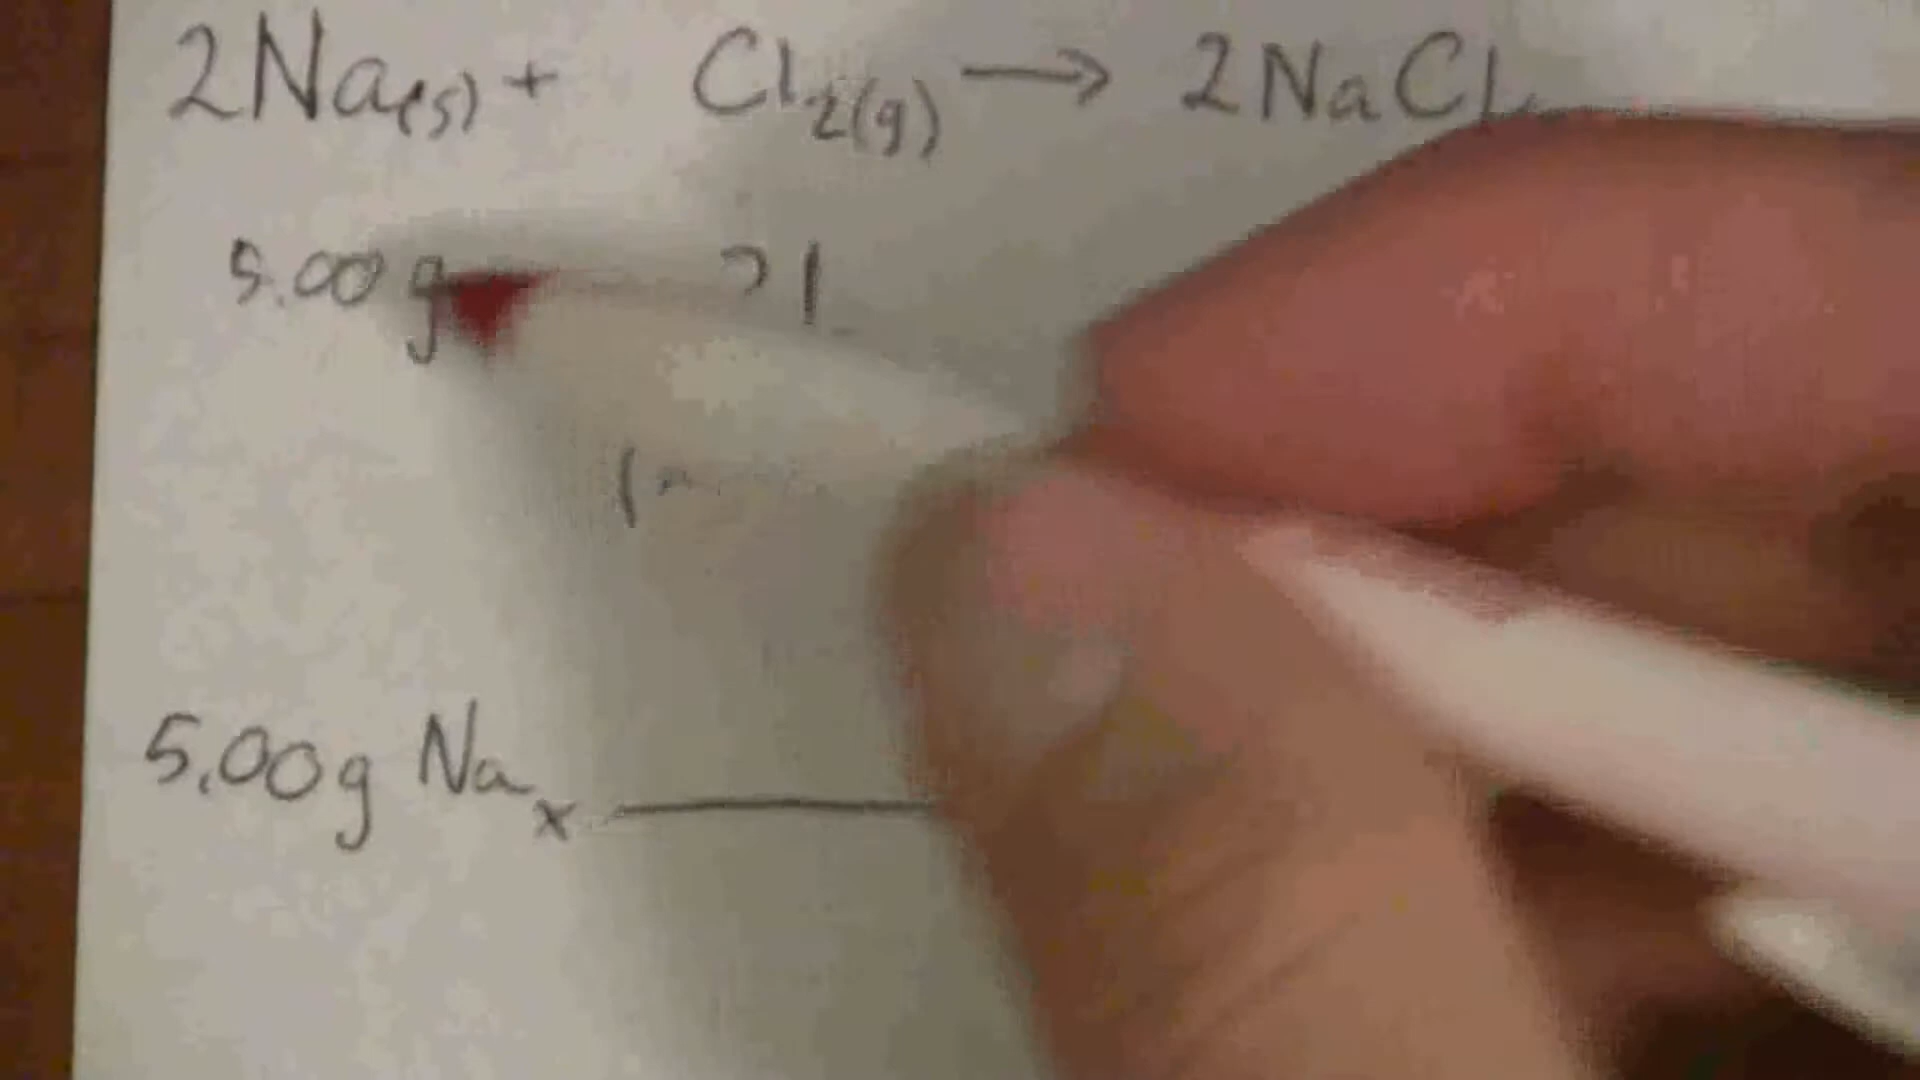 2Na(s) + Cl2(g) → 2NaCl
5.00g ? L
5.00g Na x